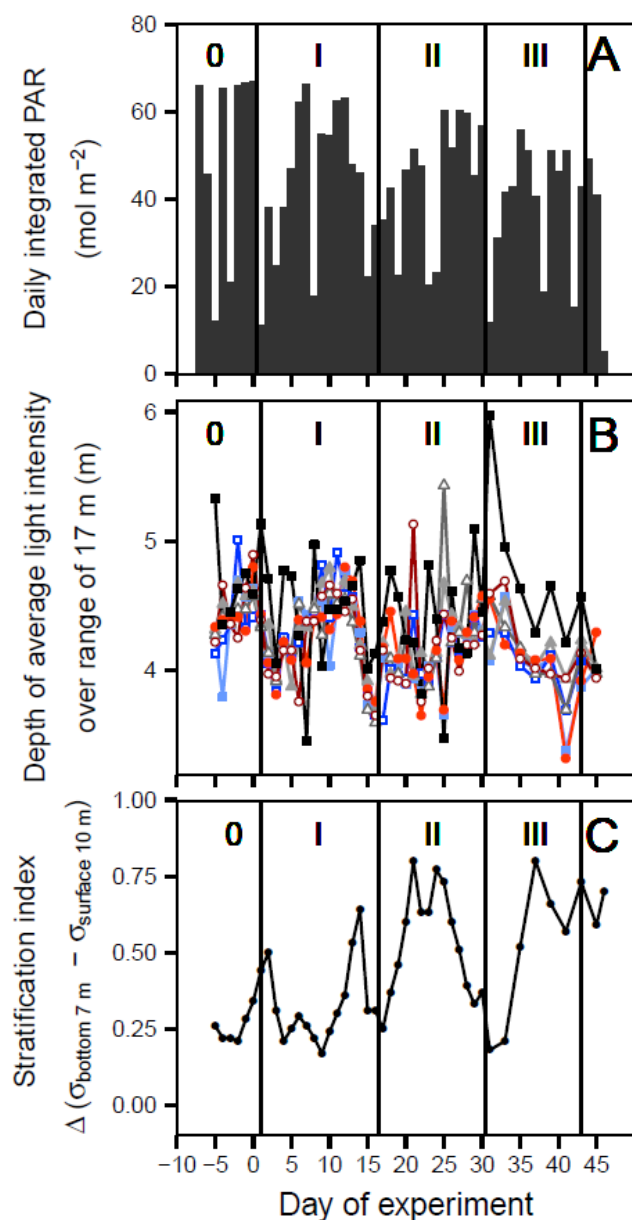 80
60
40
20
0
Daily integrated PAR
(mol m⁻²)
0 I II III A
6
5
4
Depth of average light intensity
over range of 17 m (m)
0 I II III B
1.00
0.75
0.50
0.25
0.00
Stratification index
Δ (σbottom 7 m − σsurface 10 m)
0 I II III C
−10 −5 0 5 10 15 20 25 30 35 40 45
Day of experiment